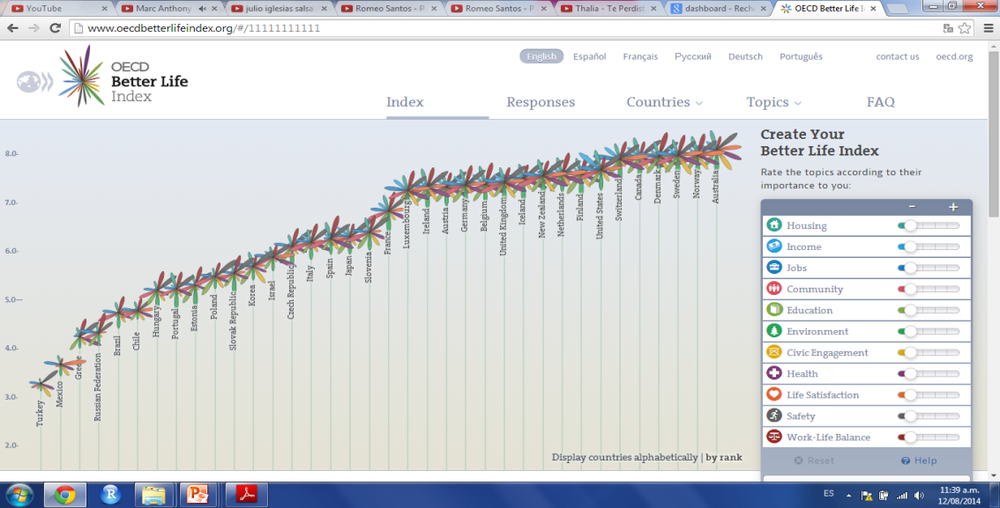 YouTube
Marc Anthony
julio iglesias salsa
Romeo Santos - P
Romeo Santos - P
Thalia - Te Perdist
dashboard - Rech
OECD Better Life I
www.oecdbetterlifeindex.org/#/11111111111
English Español Français Русский Deutsch Português contact us oecd.org
OECD
Better Life
Index
Index Responses Countries Topics FAQ
8.0-
7.0-
6.0-
5.0-
4.0-
3.0-
2.0-
Turkey
Mexico
Greece
Russian Federation
Brazil
Chile
Hungary
Portugal
Estonia
Poland
Slovak Republic
Korea
Israel
Czech Republic
Italy
Spain
Japan
Slovenia
France
Luxembourg
Ireland
Austria
Germany
Belgium
United Kingdom
Iceland
New Zealand
Netherlands
Finland
United States
Switzerland
Canada
Denmark
Sweden
Norway
Australia
Display countries alphabetically | by rank
Create Your
Better Life Index
Rate the topics according to their
importance to you:
- +
Housing
Income
Jobs
Community
Education
Environment
Civic Engagement
Health
Life Satisfaction
Safety
Work-Life Balance
Reset Help
ES
11:39 a.m.
12/08/2014